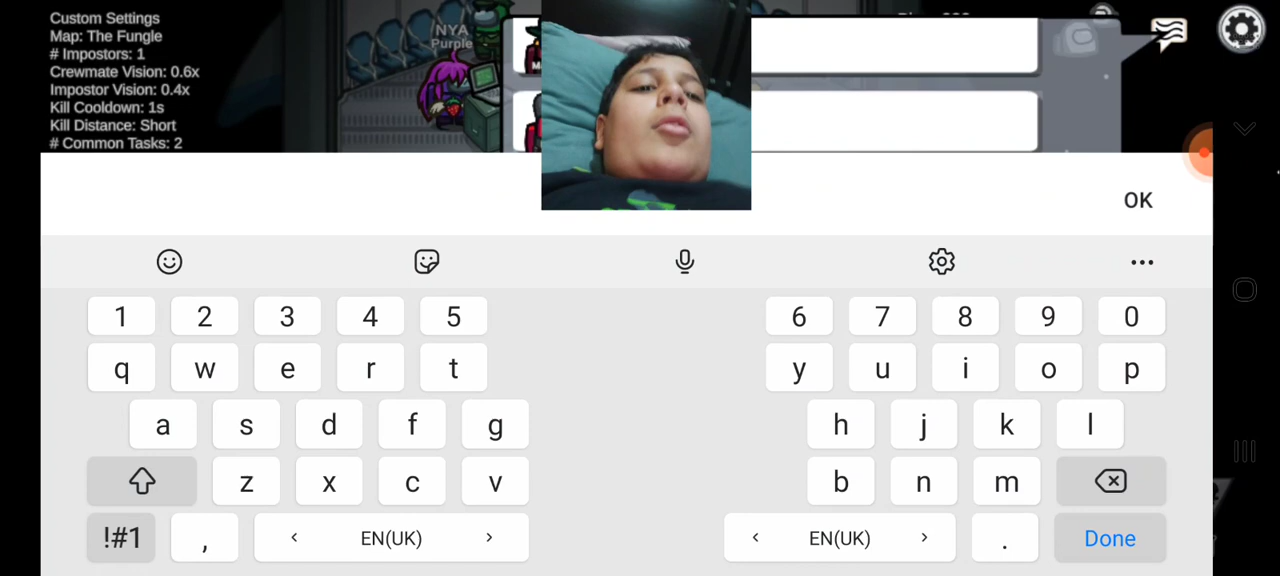 Custom Settings
Map: The Fungle
# Impostors: 1
Crewmate Vision: 0.6x
Impostor Vision: 0.4x
Kill Cooldown: 1s
Kill Distance: Short
# Common Tasks: 2
NYA
Purple
OK
1 2 3 4 5 6 7 8 9 0
q w e r t y u i o p
a s d f g h j k l
z x c v b n m
!#1 , < EN(UK) > < EN(UK) > . Done